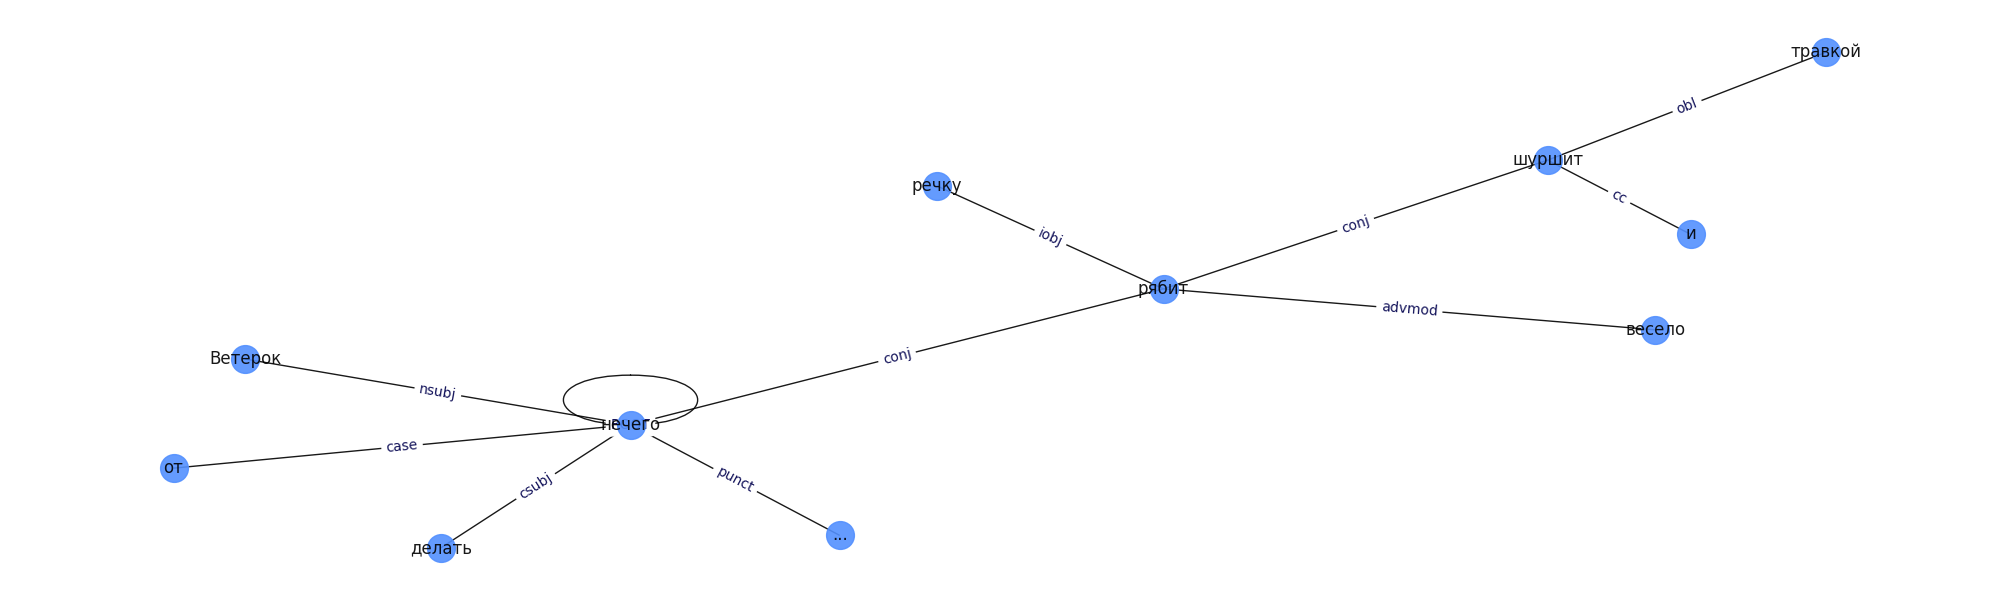 травкой
obl
шуршит
речку
cc
conj
и
iobj
рябит
advmod
весело
conj
Ветерок
nsubj
нечего
case
от
punct
csubj
...
делать